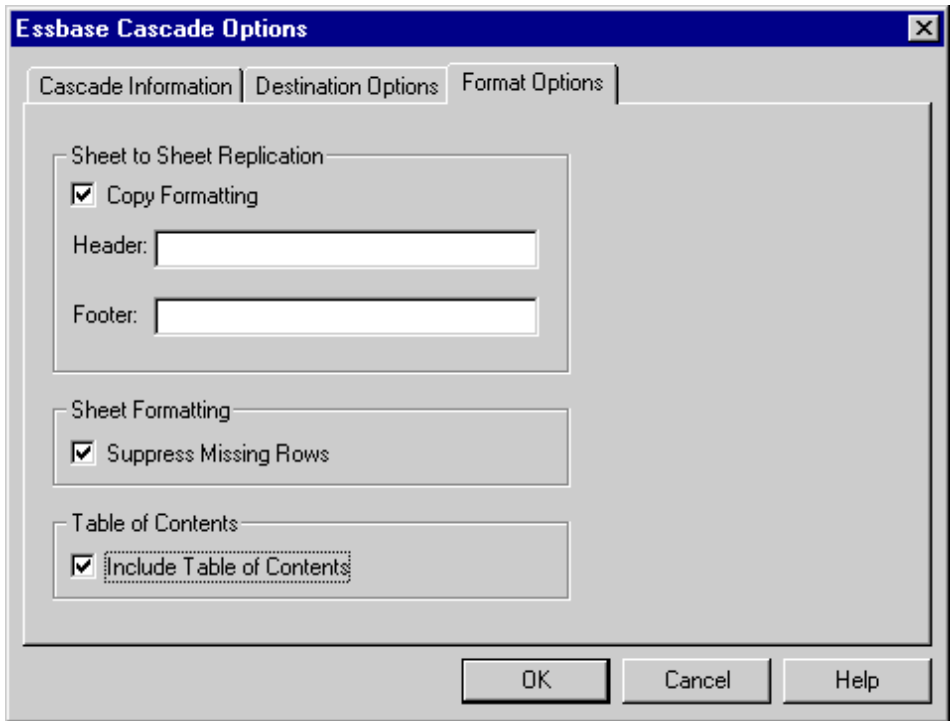 Essbase Cascade Options
Cascade Information Destination Options Format Options
Sheet to Sheet Replication
Copy Formatting
Header:
Footer:
Sheet Formatting
Suppress Missing Rows
Table of Contents
Include Table of Contents
OK Cancel Help